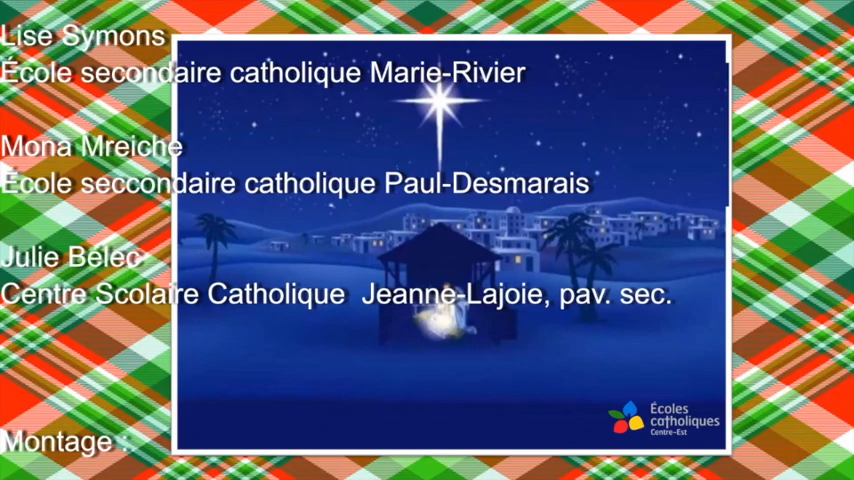 Lise Symons
École secondaire catholique Marie-Rivier
Mona Mreiche
École seccondaire catholique Paul-Desmarais
Julie Bélec
Centre Scolaire Catholique Jeanne-Lajoie, pav. sec.
Écoles
catholiques
Centre-Est
Montage :